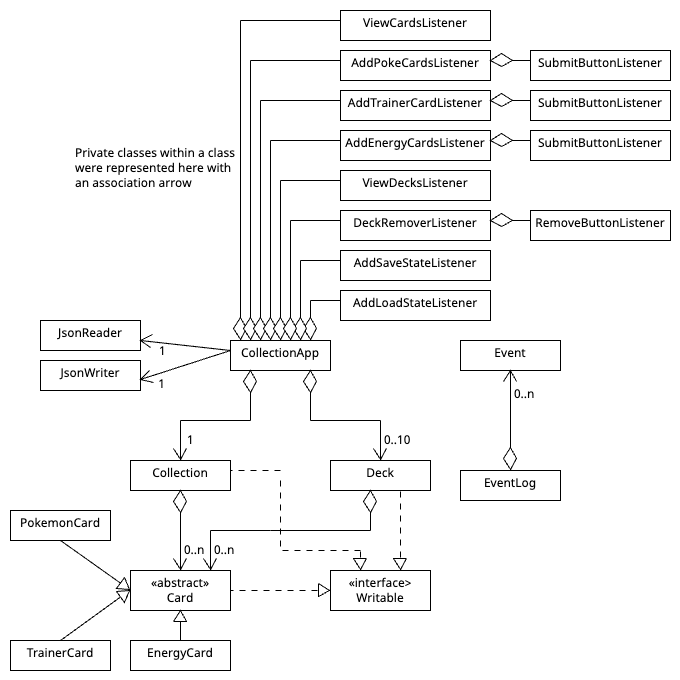 ViewCardsListener
AddPokeCardsListener
SubmitButtonListener
AddTrainerCardListener
SubmitButtonListener
AddEnergyCardsListener
SubmitButtonListener
Private classes within a class
were represented here with
an association arrow
ViewDecksListener
DeckRemoverListener
RemoveButtonListener
AddSaveStateListener
AddLoadStateListener
JsonReader
1
JsonWriter
1
CollectionApp
Event
0..n
1
0..10
Collection
Deck
EventLog
PokemonCard
0..n
0..n
«abstract»
Card
«interface>
Writable
TrainerCard
EnergyCard